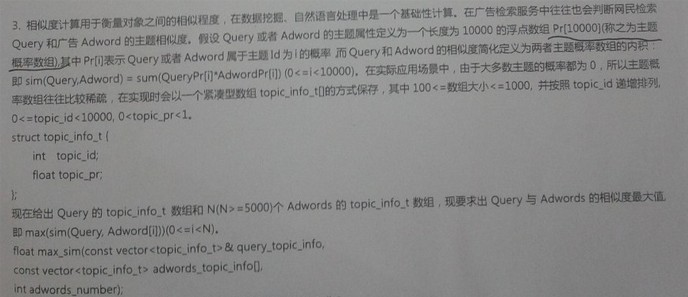 3. 相似度计算用于衡量对象之间的相似程度，在数据挖掘、自然语言处理中是一个基础性计算。在广告检索服务中往往也会判断网民检索
Query 和广告 Adword 的主题相似度。假设 Query 或者 Adword 的主题属性定义为一个长度为 10000 的浮点数组 Pr[10000](称之为主题
概率数组),其中 Pr[i]表示 Query 或者 Adword 属于主题 Id 为 i 的概率,而 Query 和 Adword 的相似度简化定义为两者主题概率数组的内积,
即 sim(Query,Adword) = sum(QueryPr[i]*AdwordPr[i]) (0<=i<10000)。在实际应用场景中，由于大多数主题的概率都为 0，所以主题概
率数组往往比较稀疏，在实现时会以一个紧凑型数组 topic_info_t[]的方式保存，其中 100<=数组大小<=1000, 并按照 topic_id 递增排列,
0<=topic_id<10000, 0<topic_pr<1。
struct topic_info_t {
int topic_id;
float topic_pr;
};
现在给出 Query 的 topic_info_t 数组和 N(N>=5000)个 Adwords 的 topic_info_t 数组，现要求出 Query 与 Adwords 的相似度最大值,
即 max(sim(Query, Adword[i]))(0<=i<N)。
float max_sim(const vector<topic_info_t>& query_topic_info,
const vector<topic_info_t> adwords_topic_info[],
int adwords_number);